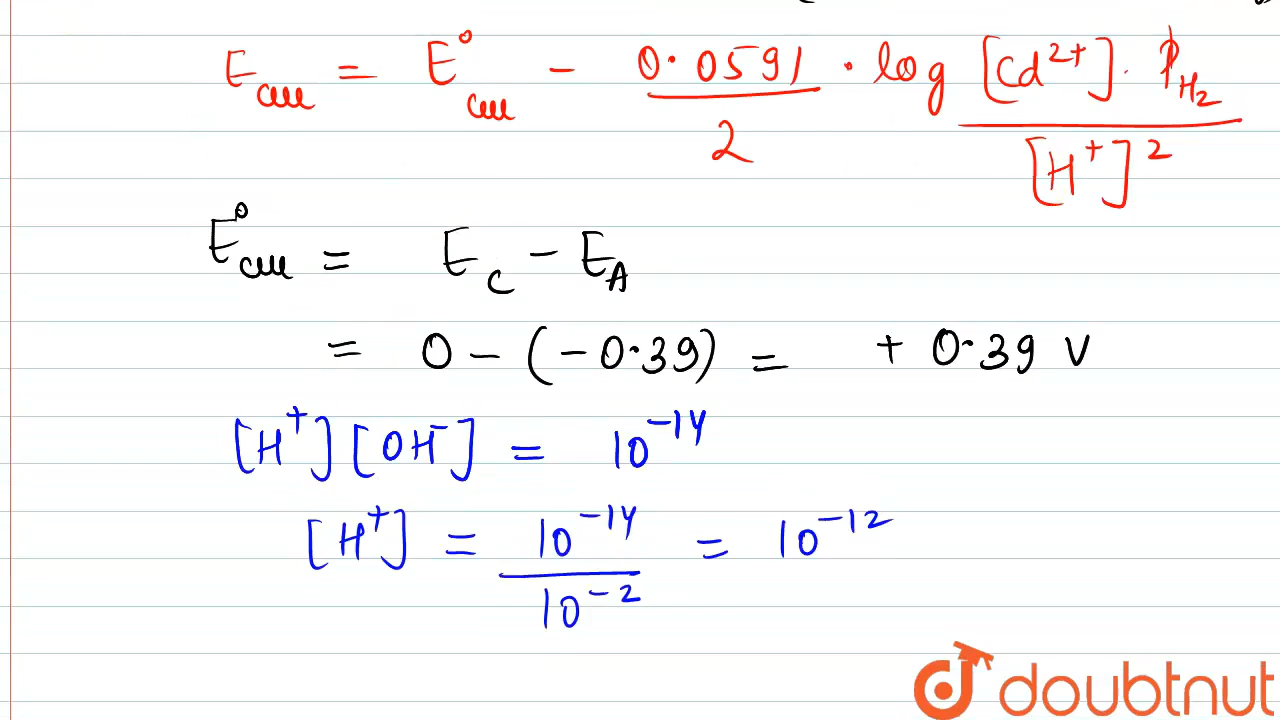 E_cell = E°_cell - 0.0591/2 · log [Cd²⁺] · P_H₂ / [H⁺]²
E°_cell = E_C - E_A
= 0 - (-0.39) = + 0.39 V
[H⁺] [OH⁻] = 10⁻¹⁴
[H⁺] = 10⁻¹⁴ / 10⁻² = 10⁻¹²
doubtnut